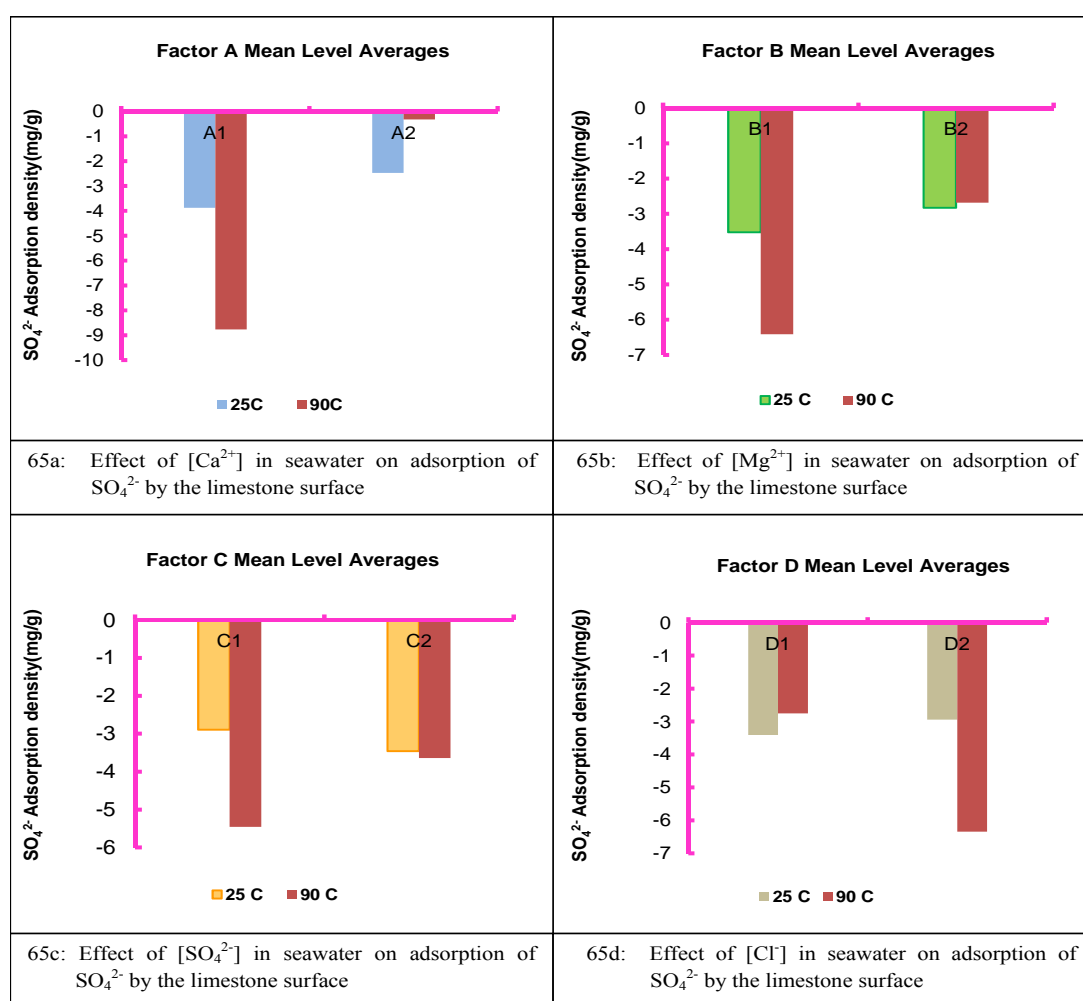 Factor A Mean Level Averages
SO₄²⁻ Adsorption density(mg/g)
0
-1
-2
-3
-4
-5
-6
-7
-8
-9
-10
A1
A2
25C 90C
65a: Effect of [Ca²⁺] in seawater on adsorption of
SO₄²⁻ by the limestone surface
Factor B Mean Level Averages
SO₄²⁻ Adsorption density(mg/g)
0
-1
-2
-3
-4
-5
-6
-7
B1
B2
25 C 90 C
65b: Effect of [Mg²⁺] in seawater on adsorption of
SO₄²⁻ by the limestone surface
Factor C Mean Level Averages
SO₄²⁻ Adsorption density(mg/g)
0
-1
-2
-3
-4
-5
-6
C1
C2
25 C 90 C
65c: Effect of [SO₄²⁻] in seawater on adsorption of
SO₄²⁻ by the limestone surface
Factor D Mean Level Averages
SO₄²⁻ Adsorption density(mg/g)
0
-1
-2
-3
-4
-5
-6
-7
D1
D2
25 C 90 C
65d: Effect of [Cl⁻] in seawater on adsorption of
SO₄²⁻ by the limestone surface